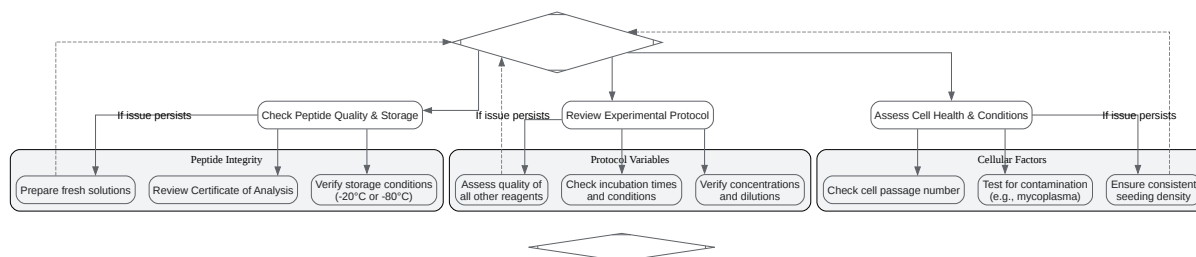 If issue persists
Check Peptide Quality & Storage
If issue persists
Review Experimental Protocol
Assess Cell Health & Conditions
If issue persists
Peptide Integrity
Prepare fresh solutions
Review Certificate of Analysis
Verify storage conditions
(-20°C or -80°C)
Protocol Variables
Assess quality of
all other reagents
Check incubation times
and conditions
Verify concentrations
and dilutions
Cellular Factors
Check cell passage number
Test for contamination
(e.g., mycoplasma)
Ensure consistent
seeding density